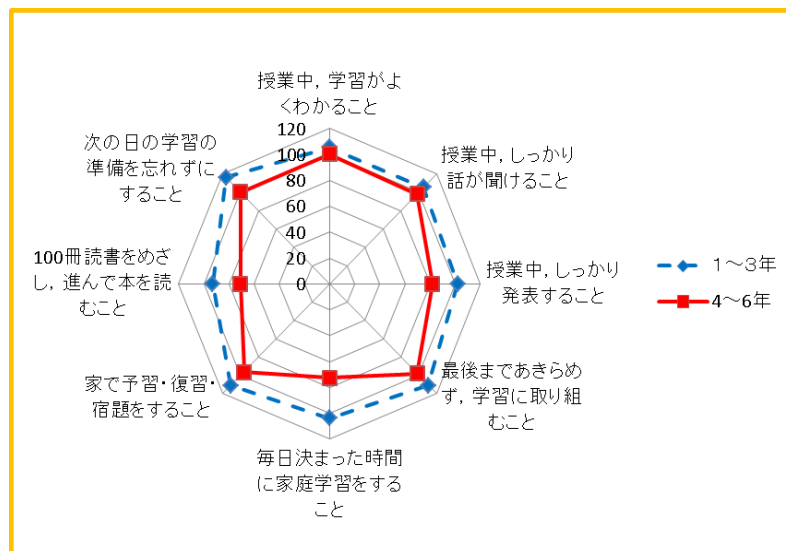 授業中，学習がよ
くわかること
授業中，しっかり
話が聞けること
授業中，しっかり
発表すること
最後まであきらめ
ず，学習に取り組
むこと
毎日決まった時間
に家庭学習をする
こと
家で予習・復習・
宿題をすること
100冊読書をめざ
し，進んで本を読
むこと
次の日の学習の
準備を忘れずに
すること
120
100
80
60
40
20
0
1～3年
4～6年